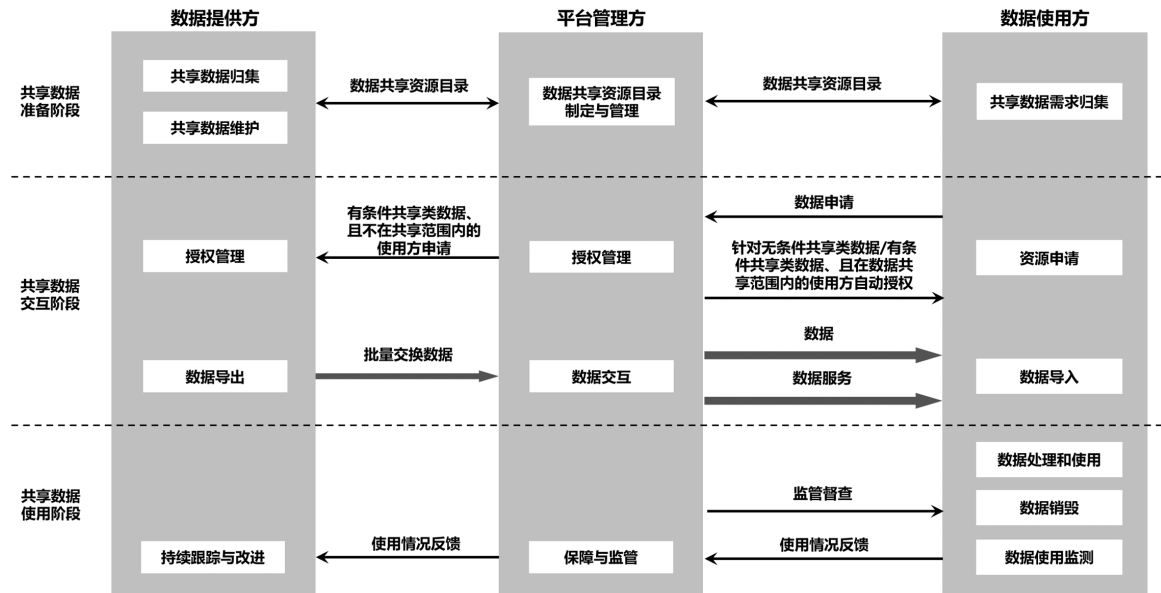 数据提供方
平台管理方
数据使用方
共享数据
准备阶段
共享数据归集
共享数据维护
数据共享资源目录
数据共享资源目录
制定与管理
数据共享资源目录
共享数据需求归集
共享数据
交互阶段
授权管理
有条件共享类数据、
且不在共享范围内的
使用方申请
授权管理
数据申请
针对无条件共享类数据/有
条件共享类数据、且在数据共
享范围内的使用方自动授权
资源申请
数据导出
批量交换数据
数据交互
数据
数据服务
数据导入
共享数据
使用阶段
数据处理和使用
监管督查
数据销毁
持续跟踪与改进
使用情况反馈
保障与监管
使用情况反馈
数据使用监测